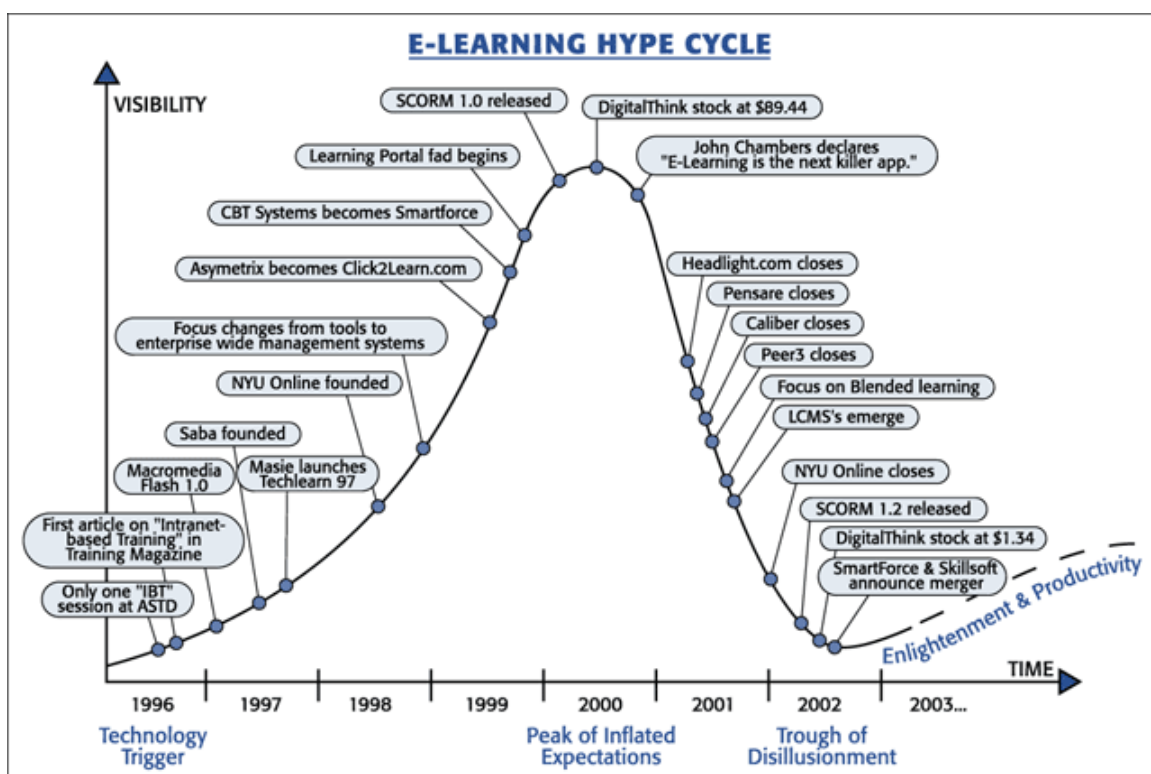 E-LEARNING HYPE CYCLE
VISIBILITY
SCORM 1.0 released
DigitalThink stock at $89.44
John Chambers declares
"E-Learning is the next killer app."
Learning Portal fad begins
CBT Systems becomes Smartforce
Asymetrix becomes Click2Learn.com
Headlight.com closes
Pensare closes
Caliber closes
Focus changes from tools to
enterprise wide management systems
Peer3 closes
NYU Online founded
Focus on Blended learning
LCMS's emerge
Saba founded
Macromedia
Flash 1.0
Masie launches
Techlearn 97
NYU Online closes
SCORM 1.2 released
First article on "Intranet-
based Training" in
Training Magazine
DigitalThink stock at $1.34
SmartForce & Skillsoft
announce merger
Only one "IBT"
session at ASTD
Enlightenment & Productivity
TIME
1996
1997
1998
1999
2000
2001
2002
2003...
Technology
Trigger
Peak of Inflated
Expectations
Trough of
Disillusionment